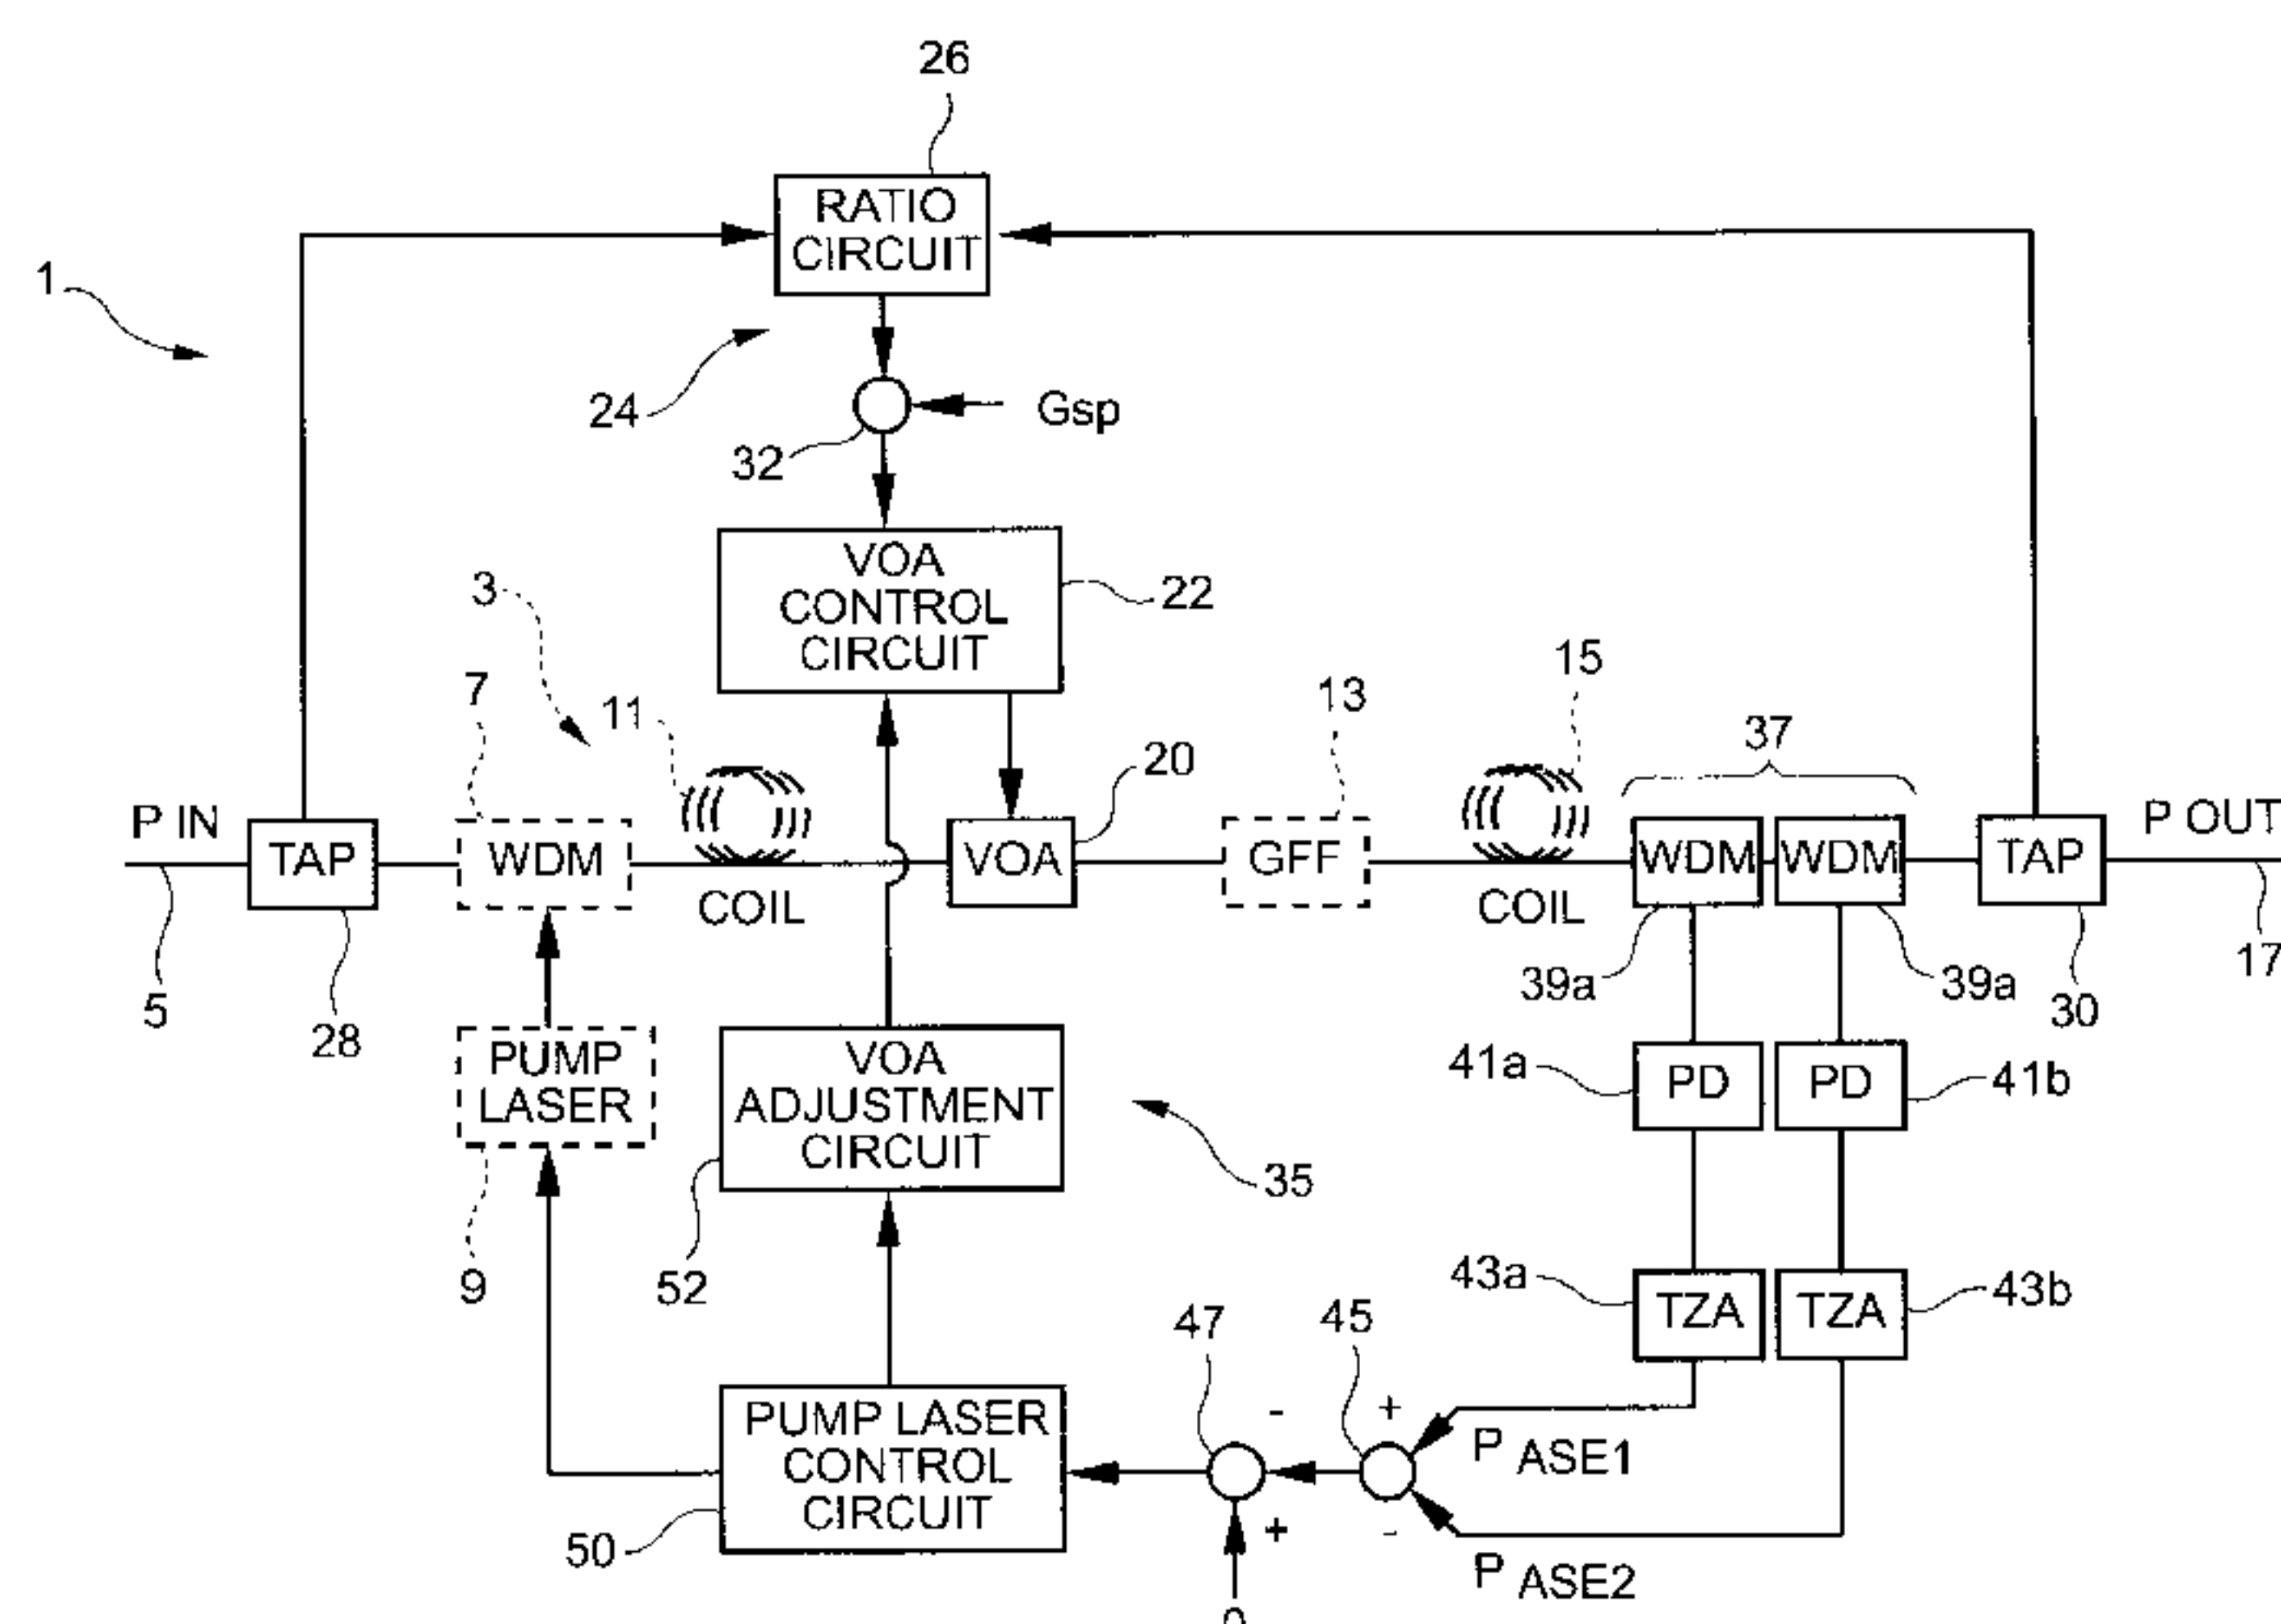 26
RATIO
CIRCUIT
1
24
Gsp
32
VOA
CONTROL
CIRCUIT
22
3
7
11
15
13
37
20
P IN
TAP
WDM
COIL
VOA
GFF
COIL
WDM
WDM
TAP
P OUT
5
28
39a
39a
30
17
PUMP
LASER
VOA
ADJUSTMENT
CIRCUIT
41a
PD
PD
41b
35
9
52
43a
TZA
TZA
43b
47
45
PUMP LASER
CONTROL
CIRCUIT
-
+
P ASE1
50
+
-
P ASE2